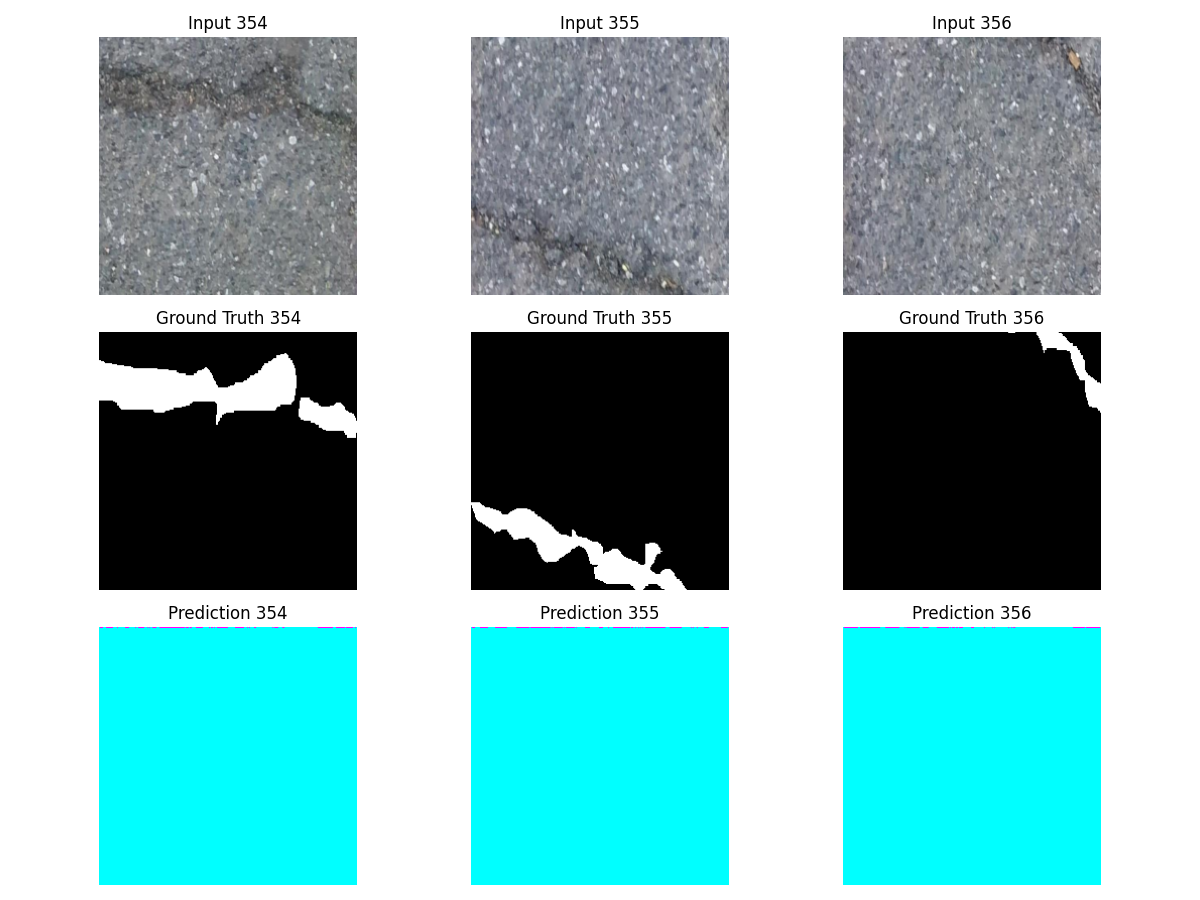 Input 354
Input 355
Input 356
Ground Truth 354
Ground Truth 355
Ground Truth 356
Prediction 354
Prediction 355
Prediction 356